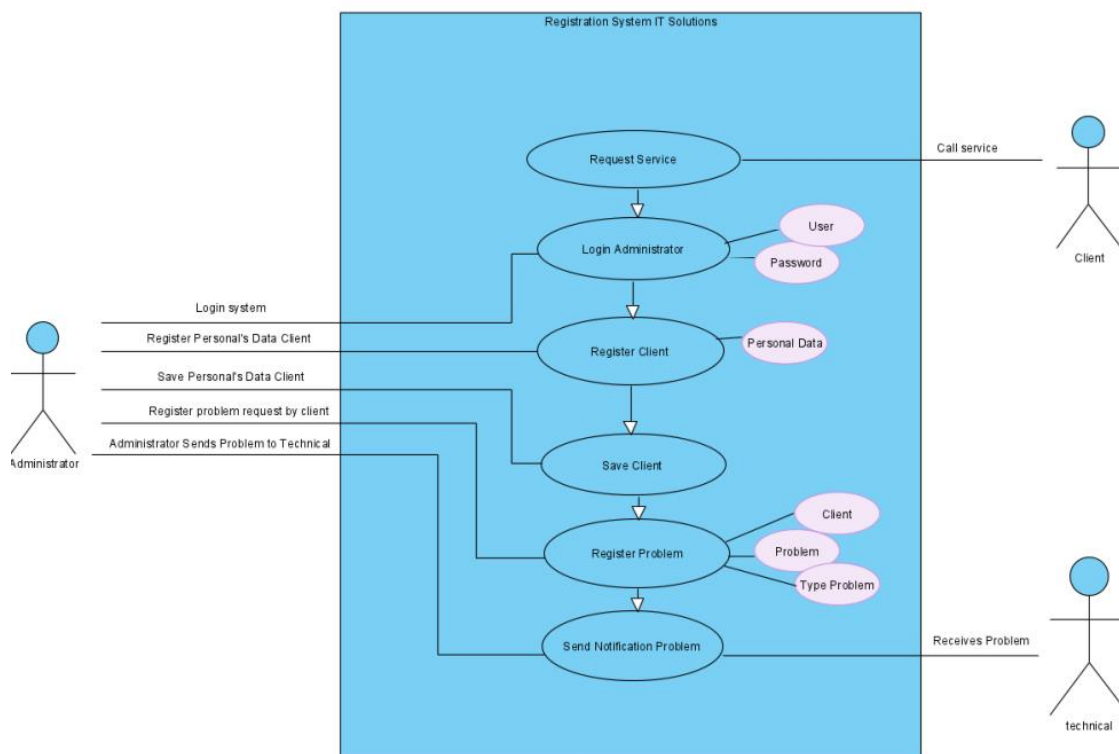 Registration System IT Solutions
Request Service
Call service
Client
Login Administrator
User
Password
Login system
Register Personal's Data Client
Register Client
Personal Data
Save Personal's Data Client
Register problem request by client
Administrator Sends Problem to Technical
Administrator
Save Client
Register Problem
Client
Problem
Type Problem
Send Notification Problem
Receives Problem
technical